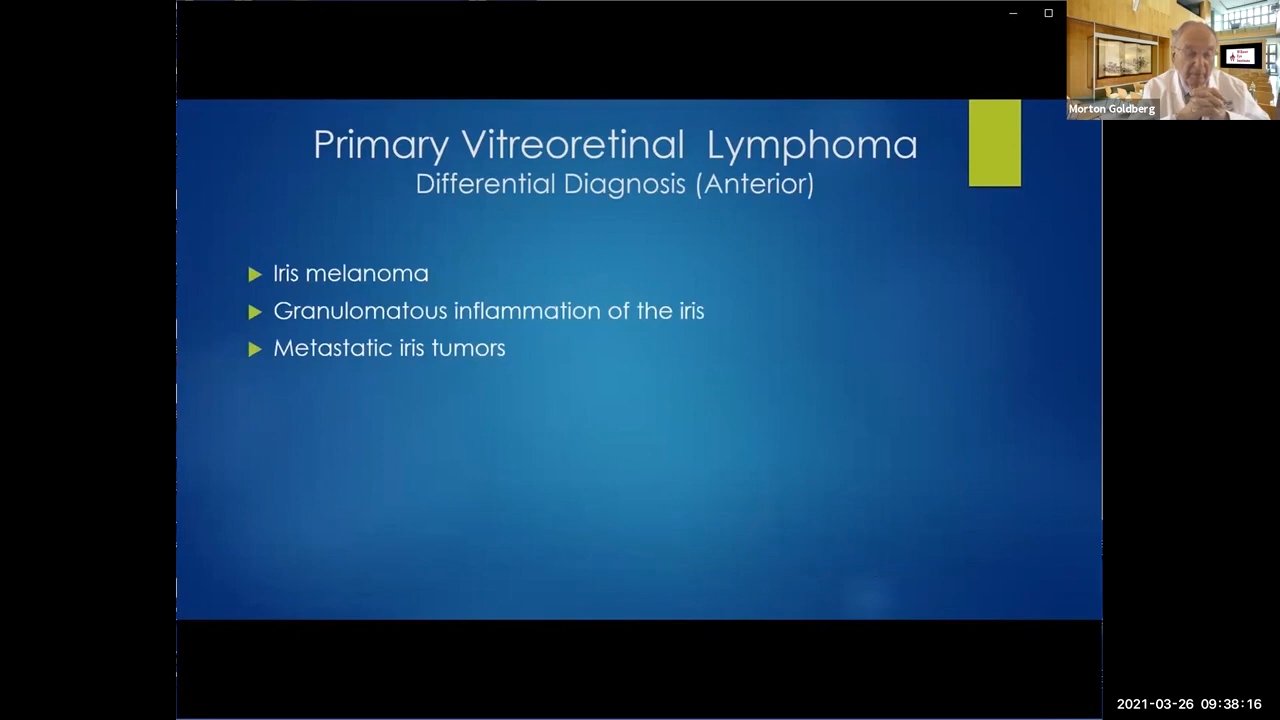 Primary Vitreoretinal Lymphoma
Differential Diagnosis (Anterior)
Iris melanoma
Granulomatous inflammation of the iris
Metastatic iris tumors
Morton Goldberg
2021-03-26 09:38:16